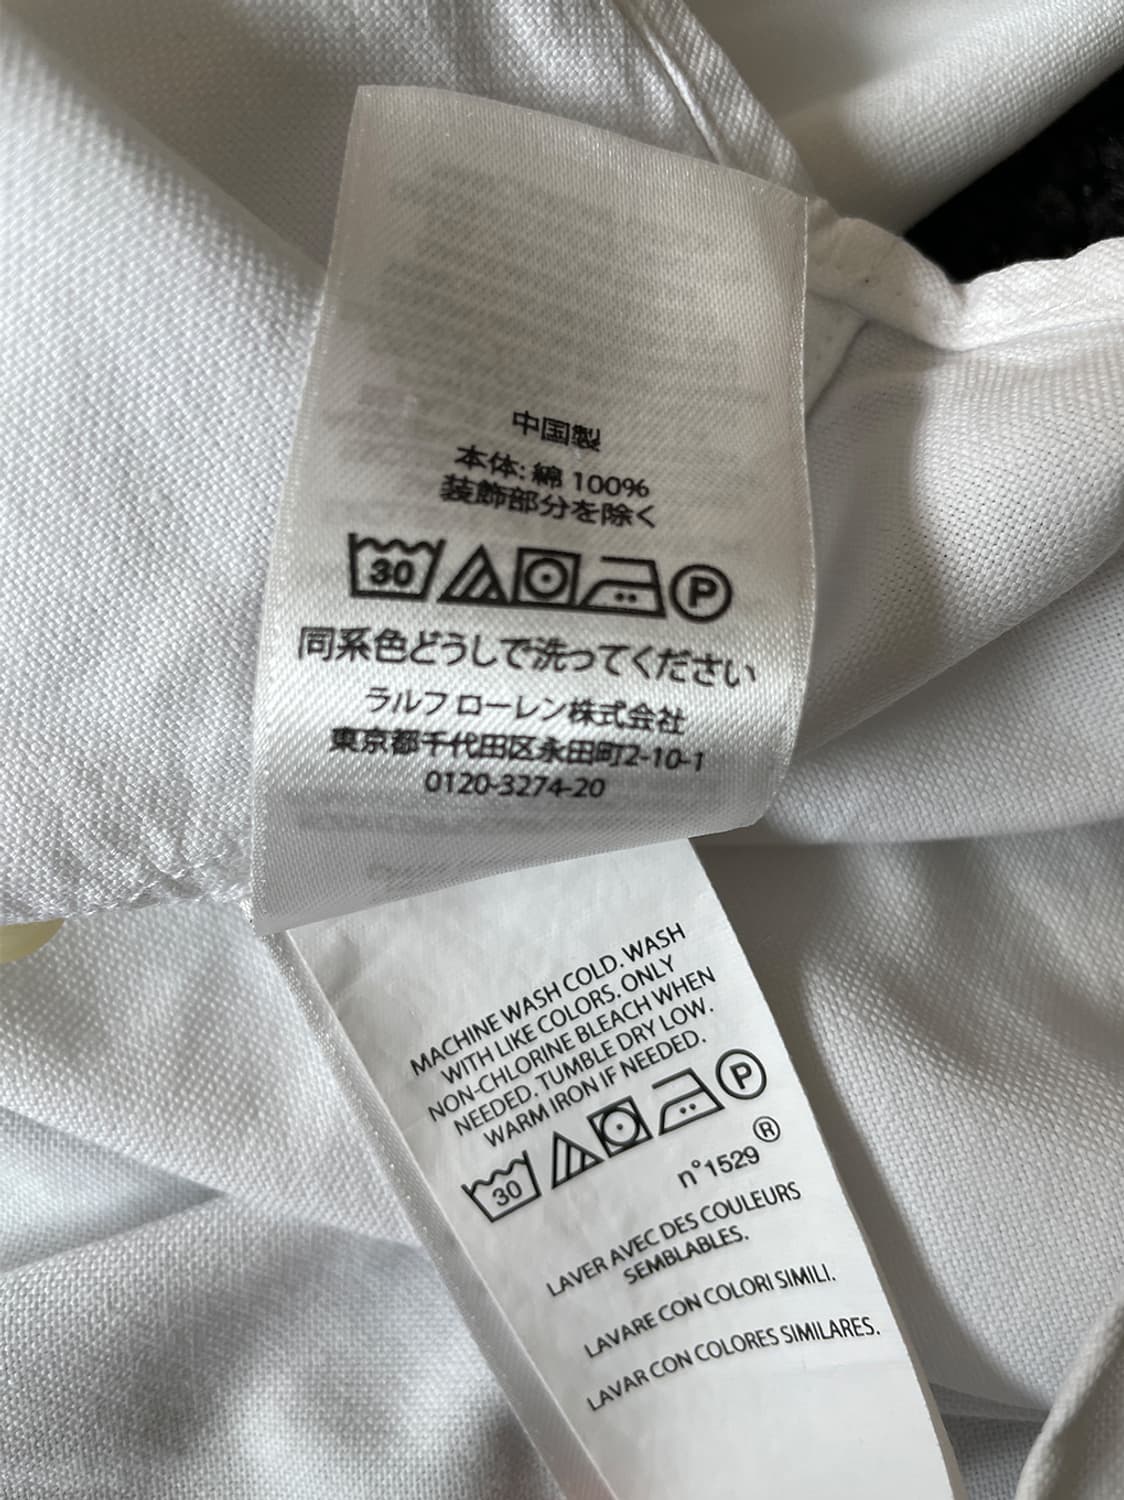 中国製
本体: 綿 100%
装飾部分を除く
30 P
同系色どうしで洗ってください
ラルフ ローレン株式会社
東京都千代田区永田町2-10-1
0120-3274-20
MACHINE WASH COLD. WASH
WITH LIKE COLORS. ONLY
NON-CHLORINE BLEACH WHEN
NEEDED. TUMBLE DRY LOW.
WARM IRON IF NEEDED.
30 P
n°1529 ®
LAVER AVEC DES COULEURS
SEMBLABLES.
LAVARE CON COLORI SIMILI.
LAVAR CON COLORES SIMILARES.